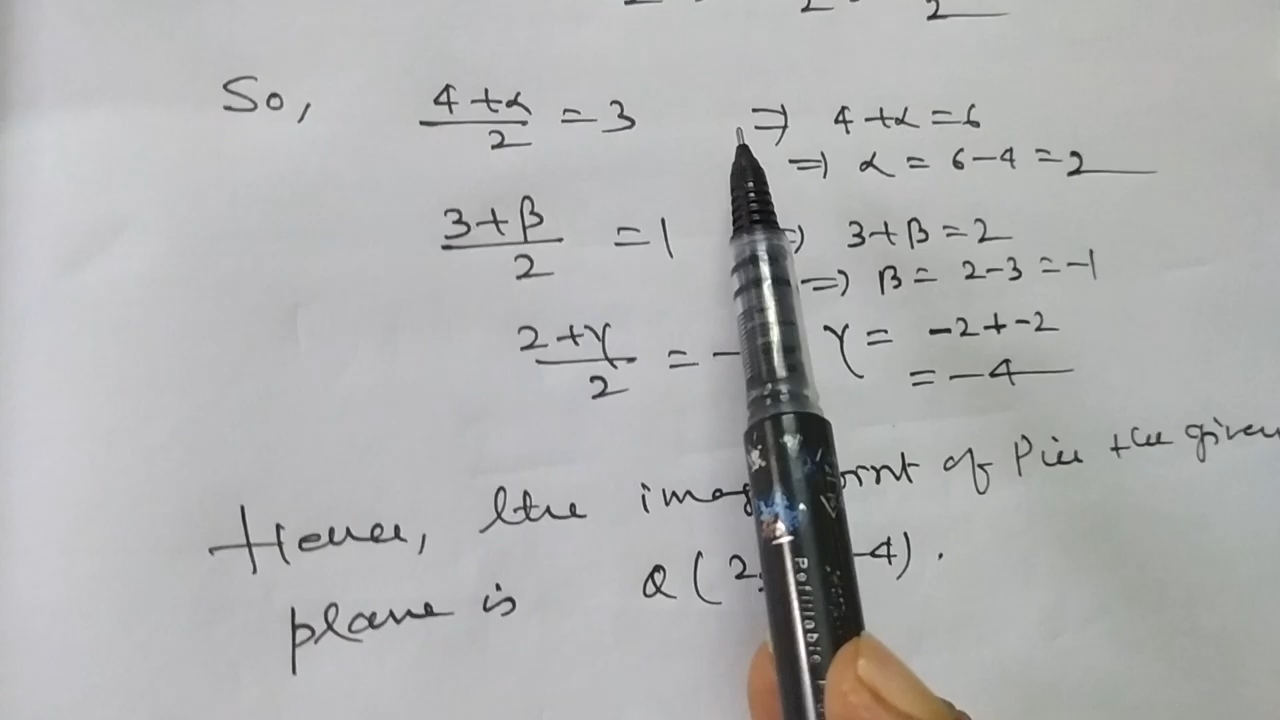 So, (4+α)/2 = 3 ⇒ 4+α = 6
⇒ α = 6-4 = 2
(3+β)/2 = 1 ⇒ 3+β = 2
⇒ β = 2-3 = -1
(2+γ)/2 = - γ = -2+-2
= -4
Hence, the of P in the given
plane is Q(2, -4).
Refillable